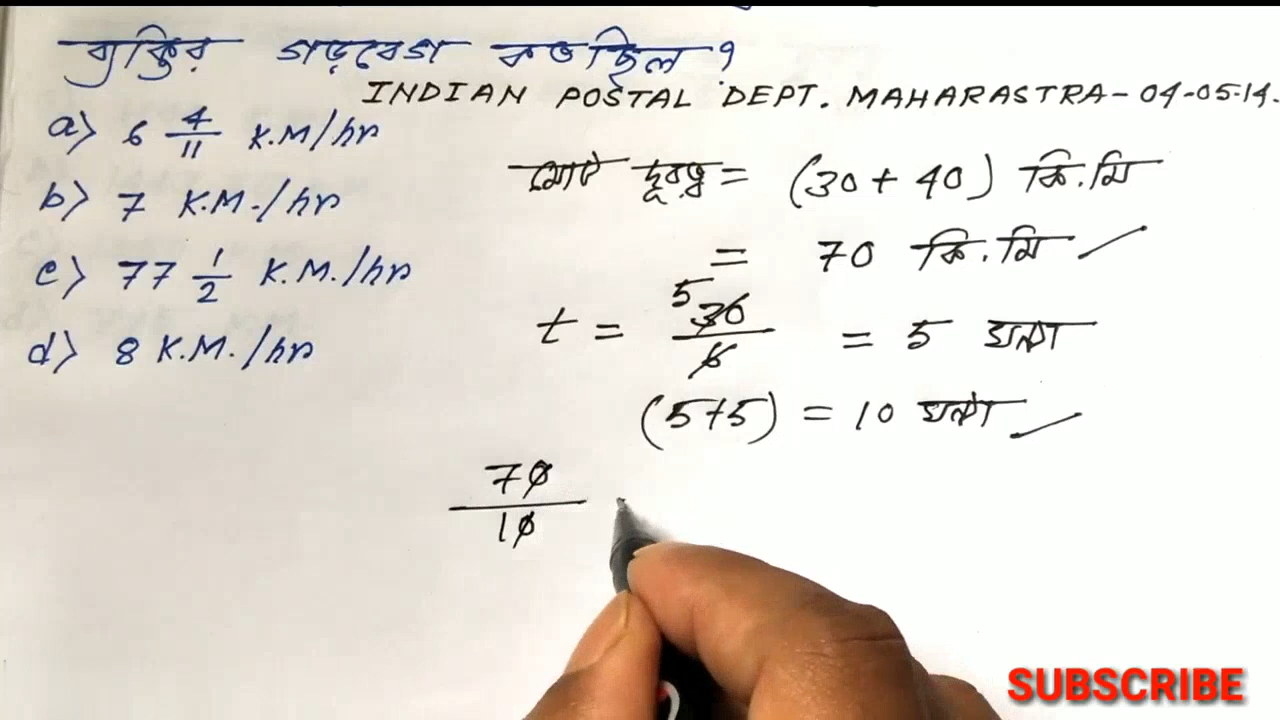 ব্যক্তির গড়বেগ কত ছিল ?
INDIAN POSTAL DEPT. MAHARASTRA - 04-05-14.
a) 6 4/11 K.M/hr
b) 7 K.M./hr
c) 77 1/2 K.M./hr
d) 8 K.M./hr
মোট দূরত্ব = (30 + 40) কি.মি
= 70 কি.মি
t = 5 30/6 = 5 ঘন্টা
(5+5) = 10 ঘন্টা
70/10
SUBSCRIBE